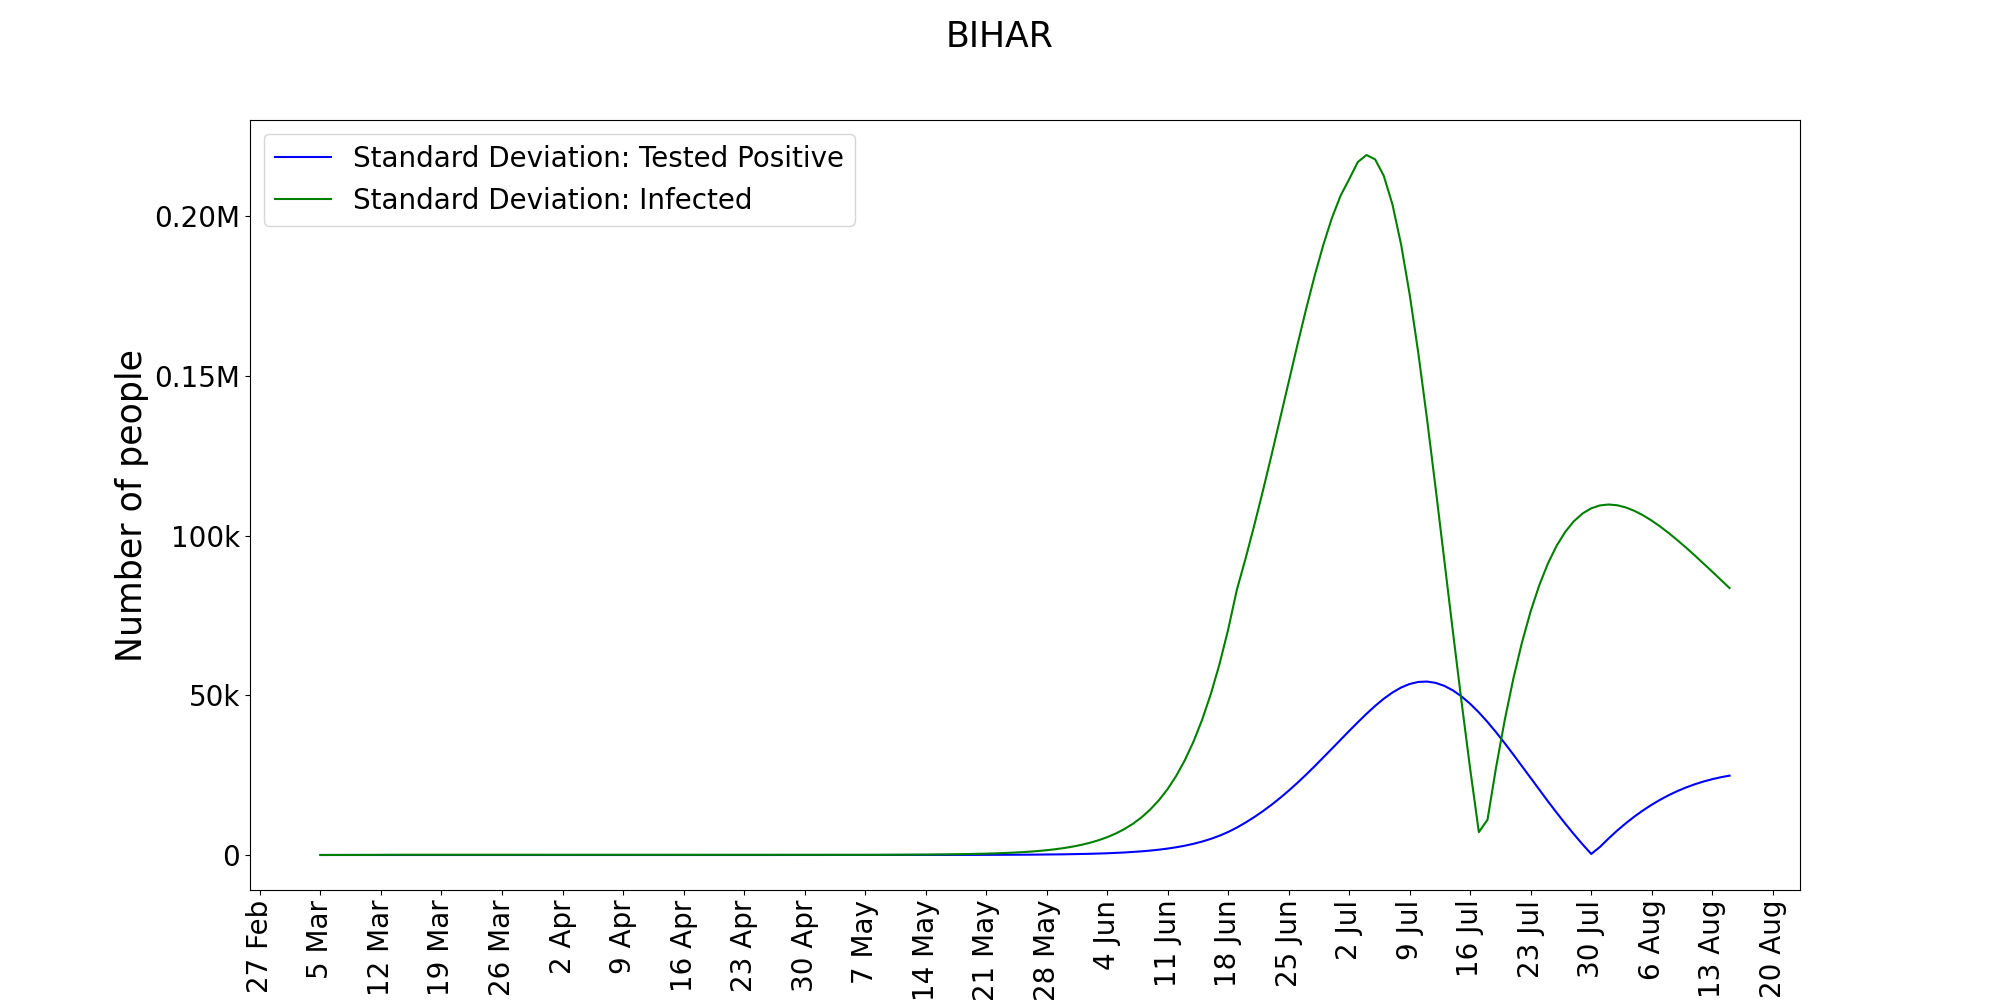 BIHAR
Standard Deviation: Tested Positive
Standard Deviation: Infected
Number of people
0.20M
0.15M
100k
50k
0
27 Feb
5 Mar
12 Mar
19 Mar
26 Mar
2 Apr
9 Apr
16 Apr
23 Apr
30 Apr
7 May
14 May
21 May
28 May
4 Jun
11 Jun
18 Jun
25 Jun
2 Jul
9 Jul
16 Jul
23 Jul
30 Jul
6 Aug
13 Aug
20 Aug